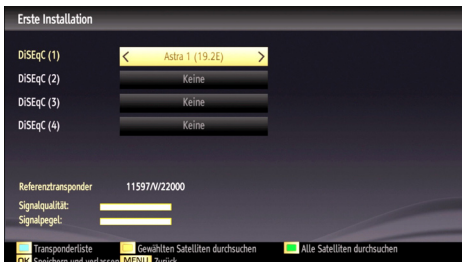 Erste Installation
DiSEqC (1) Astra 1 (19.2E)
DiSEqC (2) Keine
DiSEqC (3) Keine
DiSEqC (4) Keine
Referenztransponder 11597/V/22000
Signalqualität:
Signalpegel:
Transponderliste Gewählten Satelliten durchsuchen Alle Satelliten durchsuchen
OK Speichern und verlassen MENU Zurück